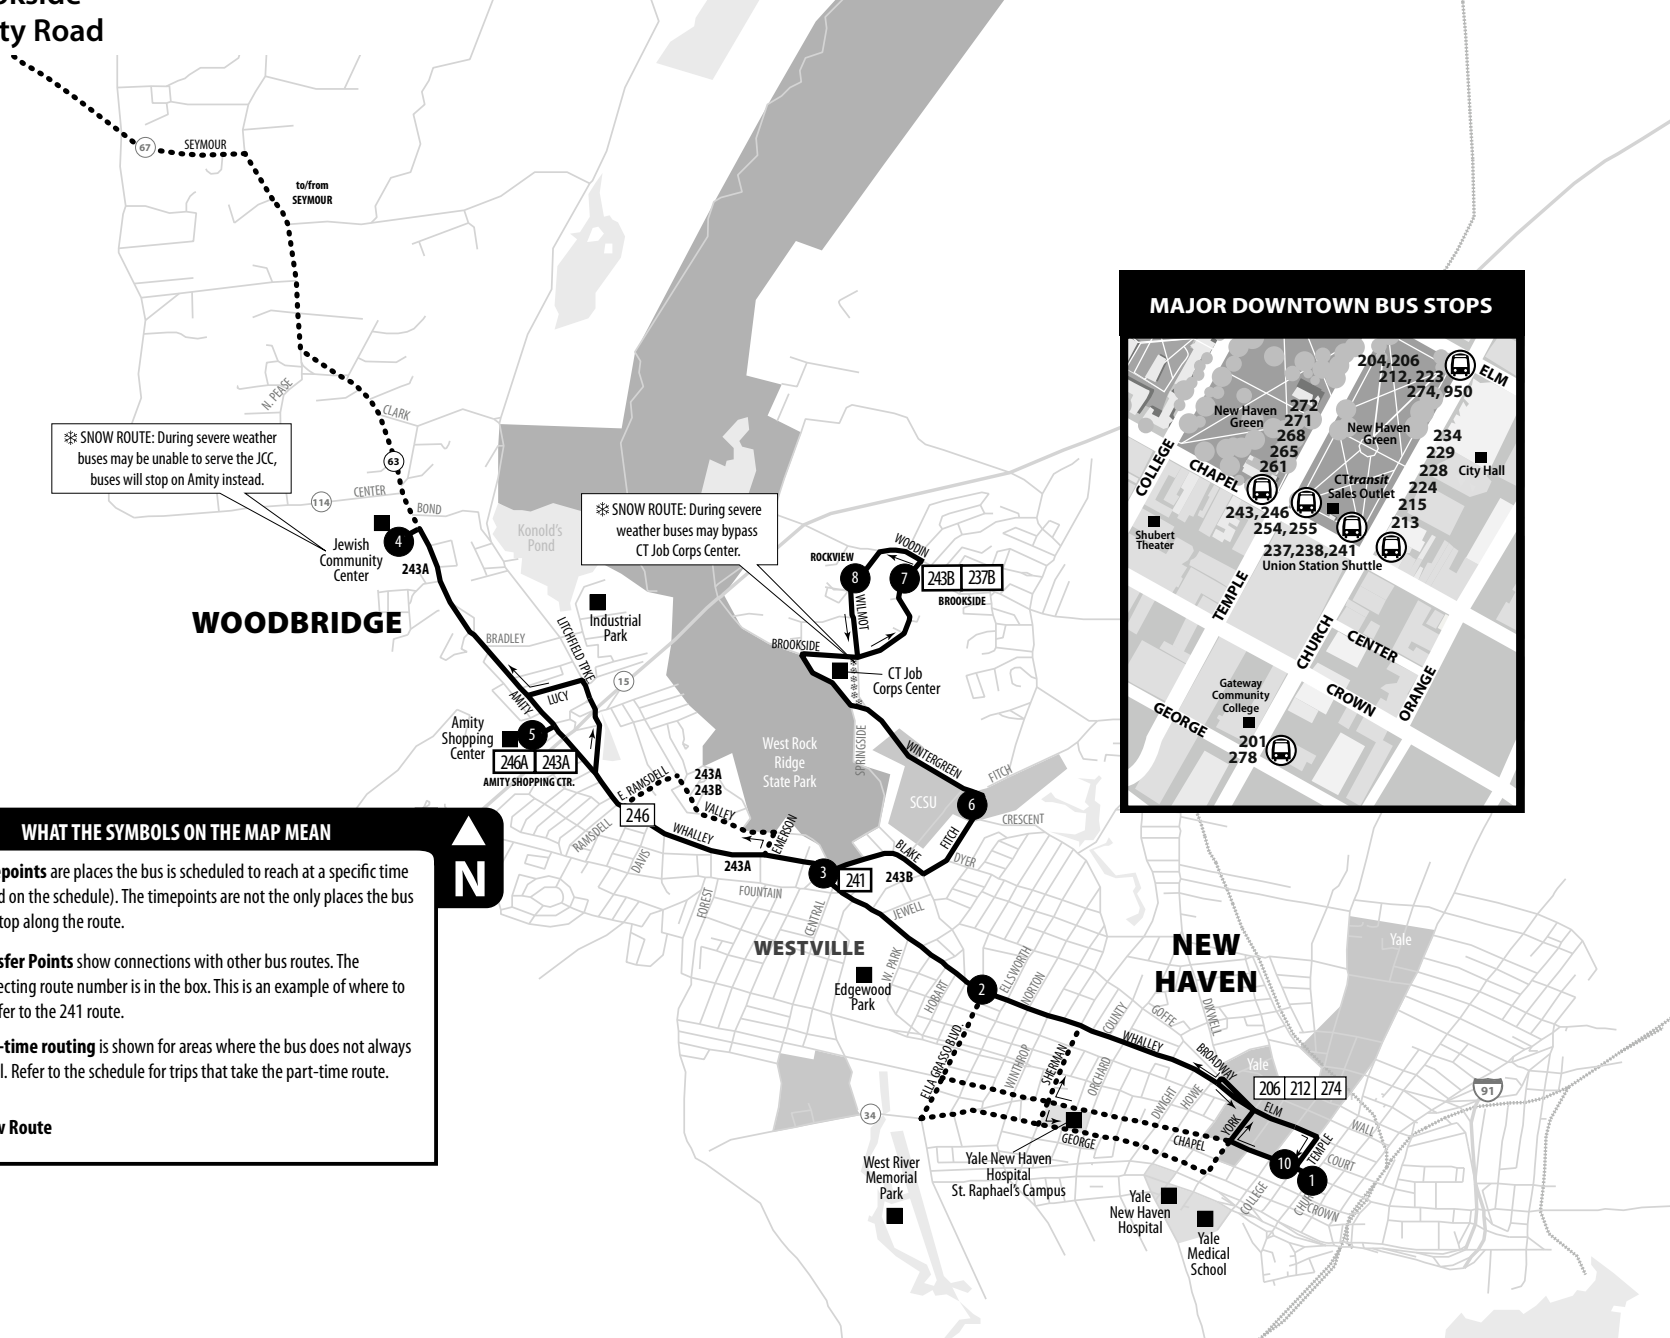 ty Road
67
SEYMOUR
to/from
SEYMOUR
N. PEASE
CLARK
63
SNOW ROUTE: During severe weather
buses may be unable to serve the JCC,
buses will stop on Amity instead.
114
CENTER
BOND
4
Jewish
Community
Center
243A
WOODBRIDGE
Konold's
Pond
SNOW ROUTE: During severe
weather buses may bypass
CT Job Corps Center.
Industrial
Park
BRADLEY
LITCHFIELD TPKE
15
LUCY
AMITY
Amity
Shopping
Center
5
246A
243A
AMITY SHOPPING CTR.
ROCKVIEW
WOODIN
8
7
243B
237B
BROOKSIDE
WILMOT
BROOKSIDE
CT Job
Corps Center
West Rock
Ridge
State Park
SPRINGSIDE
WINTERGREEN
FITCH
SCSU
6
CRESCENT
FITCH
DYER
BLAKE
E. RAMSDELL
243A
243B
VALLEY
EMERSON
246
WHALLEY
RAMSDELL
DAVIS
243A
3
241
243B
FOREST
FOUNTAIN
CENTRAL
JEWELL
WESTVILLE
W. PARK
Edgewood
Park
HOBART
2
ELLSWORTH
NORTON
NEW
HAVEN
Yale
COUNTY
GOFFE
DIXWELL
WHALLEY
BROADWAY
Yale
ELLA GRASSO BLVD.
WINTHROP
SHERMAN
ORCHARD
DWIGHT
HOWE
206
212
274
91
34
GEORGE
CHAPEL
YORK
ELM
WALL
TEMPLE
COURT
10
1
COLLEGE
CROWN
West River
Memorial
Park
Yale New Haven
Hospital
St. Raphael's Campus
Yale
New Haven
Hospital
Yale
Medical
School
MAJOR DOWNTOWN BUS STOPS
204,206
212, 223
274, 950
ELM
New Haven
Green
272
271
268
265
261
New Haven
Green
234
229
228
224
215
213
City Hall
COLLEGE
CHAPEL
CTtransit
Sales Outlet
243,246
254,255
Shubert
Theater
237,238,241
Union Station Shuttle
TEMPLE
CHURCH
CENTER
ORANGE
CROWN
Gateway
Community
College
GEORGE
201
278
WHAT THE SYMBOLS ON THE MAP MEAN
N
points are places the bus is scheduled to reach at a specific time
on the schedule). The timepoints are not the only places the bus
top along the route.
sfer Points show connections with other bus routes. The
ecting route number is in the box. This is an example of where to
fer to the 241 route.
-time routing is shown for areas where the bus does not always
l. Refer to the schedule for trips that take the part-time route.
w Route